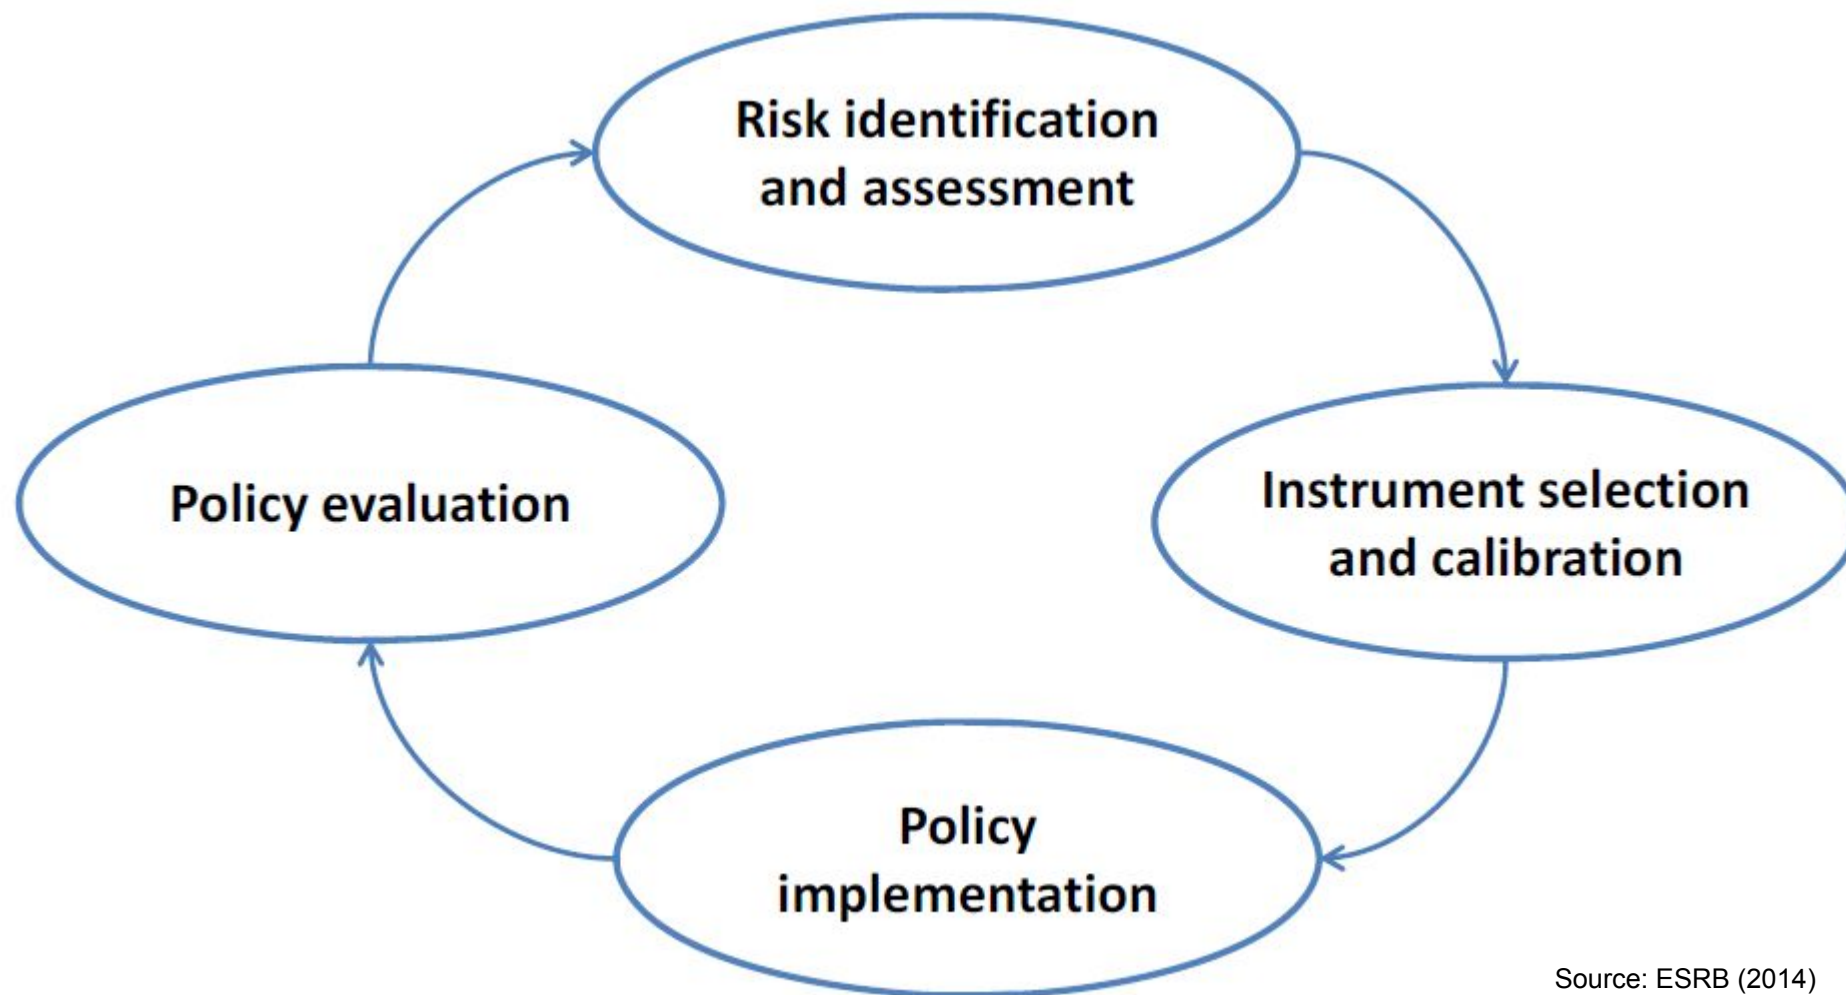 Risk identification
and assessment
Policy evaluation
Instrument selection
and calibration
Policy
implementation
Source: ESRB (2014)